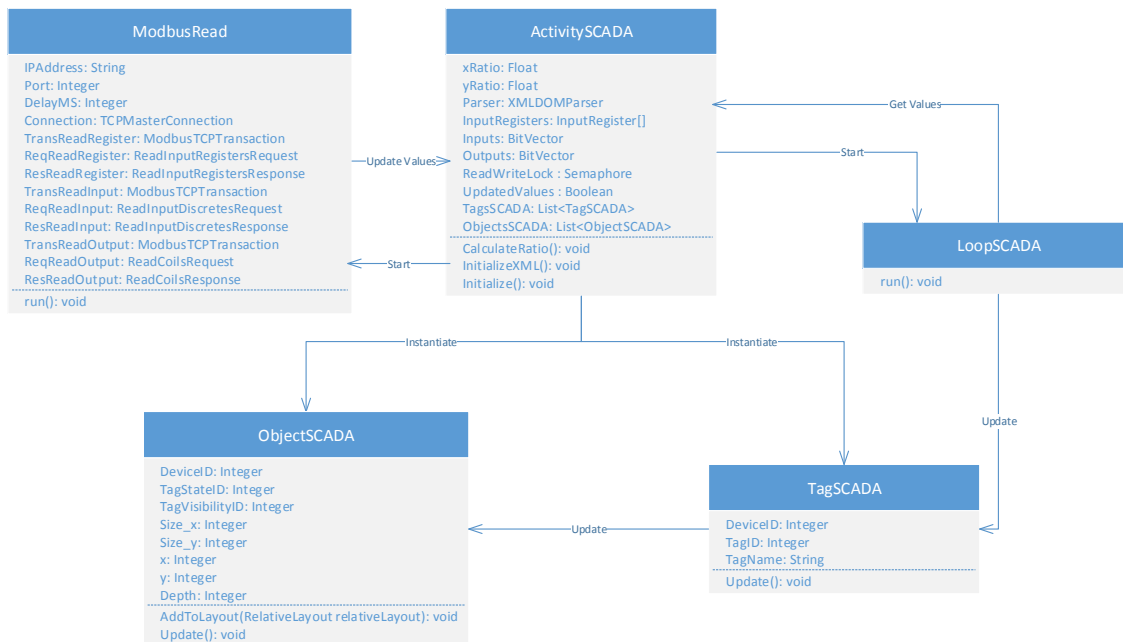 ModbusRead
IPAddress: String
Port: Integer
DelayMS: Integer
Connection: TCPMasterConnection
TransReadRegister: ModbusTCPTransaction
ReqReadRegister: ReadInputRegistersRequest
ResReadRegister: ReadInputRegistersResponse
TransReadInput: ModbusTCPTransaction
ReqReadInput: ReadInputDiscretesRequest
ResReadInput: ReadInputDiscretesResponse
TransReadOutput: ModbusTCPTransaction
ReqReadOutput: ReadCoilsRequest
ResReadOutput: ReadCoilsResponse
run(): void
Update Values
Start
ActivitySCADA
xRatio: Float
yRatio: Float
Parser: XMLDOMParser
InputRegisters: InputRegister[]
Inputs: BitVector
Outputs: BitVector
ReadWriteLock : Semaphore
UpdatedValues : Boolean
TagsSCADA: List<TagSCADA>
ObjectsSCADA: List<ObjectSCADA>
CalculateRatio(): void
InitializeXML(): void
Initialize(): void
Get Values
Start
LoopSCADA
run(): void
Instantiate
Instantiate
Update
ObjectSCADA
DeviceID: Integer
TagStateID: Integer
TagVisibilityID: Integer
Size_x: Integer
Size_y: Integer
x: Integer
y: Integer
Depth: Integer
AddToLayout(RelativeLayout relativeLayout): void
Update(): void
Update
TagSCADA
DeviceID: Integer
TagID: Integer
TagName: String
Update(): void